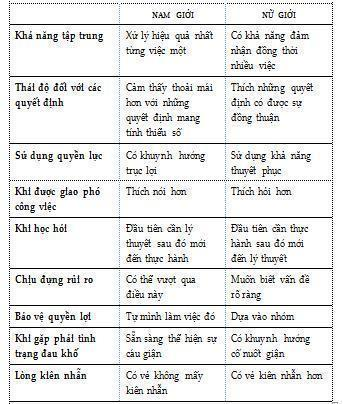 NAM GIỚI NỮ GIỚI
Khả năng tập trung Xử lý hiệu quả nhất Có khả năng đảm
từng việc một nhận đồng thời
nhiều việc
Thái độ đối với các Cảm thấy thoải mái Thích những quyết
quyết định hơn với những định có được sự
quyết định mang đồng thuận
tính thiểu số
Sử dụng quyền lực Có khuynh hướng Sử dụng khả năng
trục lợi thuyết phục
Khi được giao phó Thích nói hơn Thích hỏi hơn
công việc
Khi học hỏi Đầu tiên cần lý Đầu tiên cần thực
thuyết sau đó mới hành sau đó mới
đến thực hành đến lý thuyết
Chịu đựng rủi ro Có thể vượt qua Muốn biết vấn đề
điều này rõ ràng
Bảo vệ quyền lợi Tự mình làm việc đó Dựa vào nhóm
Khi gặp phải tình Sẵn sàng thể hiện sự Có khuynh hướng
trạng đau khổ cáu giận cố nuốt giận
Lòng kiên nhẫn Có vẻ không mấy Có vẻ kiên nhẫn hơn
kiên nhẫn